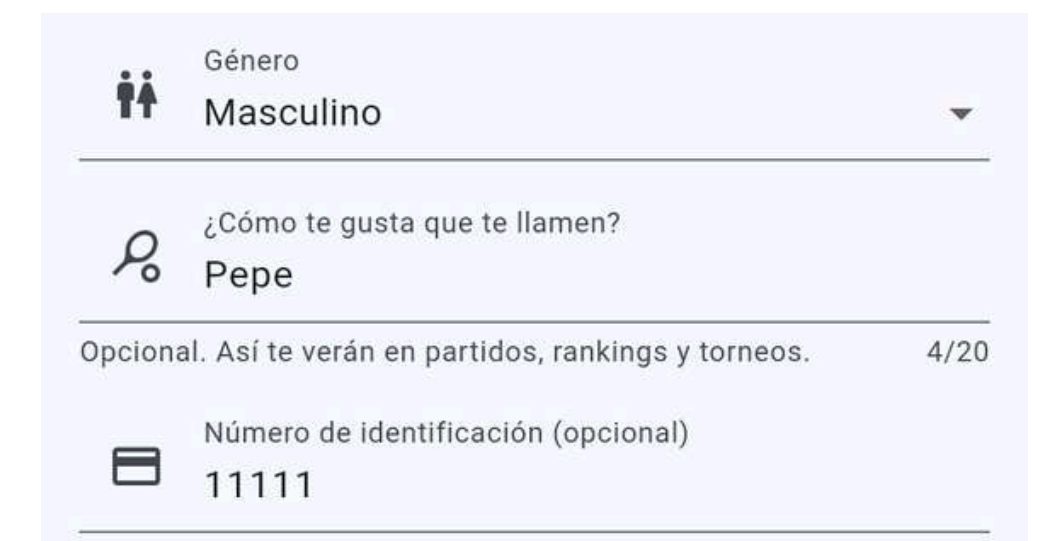 Género
Masculino
¿Cómo te gusta que te llamen?
Pepe
Opcional. Así te verán en partidos, rankings y torneos. 4/20
Número de identificación (opcional)
11111